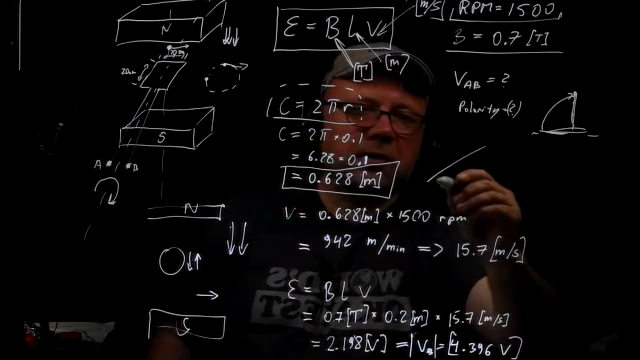 N
20cm
S
A B
N
S
ℰ = B L V
[m/s]
[T] [m]
RPM = 1500
B = 0.7 [T]
V_AB = ?
Polarity = (?)
C = 2πr
C = 2π × 0.1
= 6.28 × 0.1
= 0.628 [m]
V = 0.628[m] × 1500 rpm
= 942 m/min => 15.7 [m/s]
ℰ = B L V
= 0.7[T] × 0.2[m] × 15.7[m/s]
= 2.198[V] =
4.396 V
WORLD'S